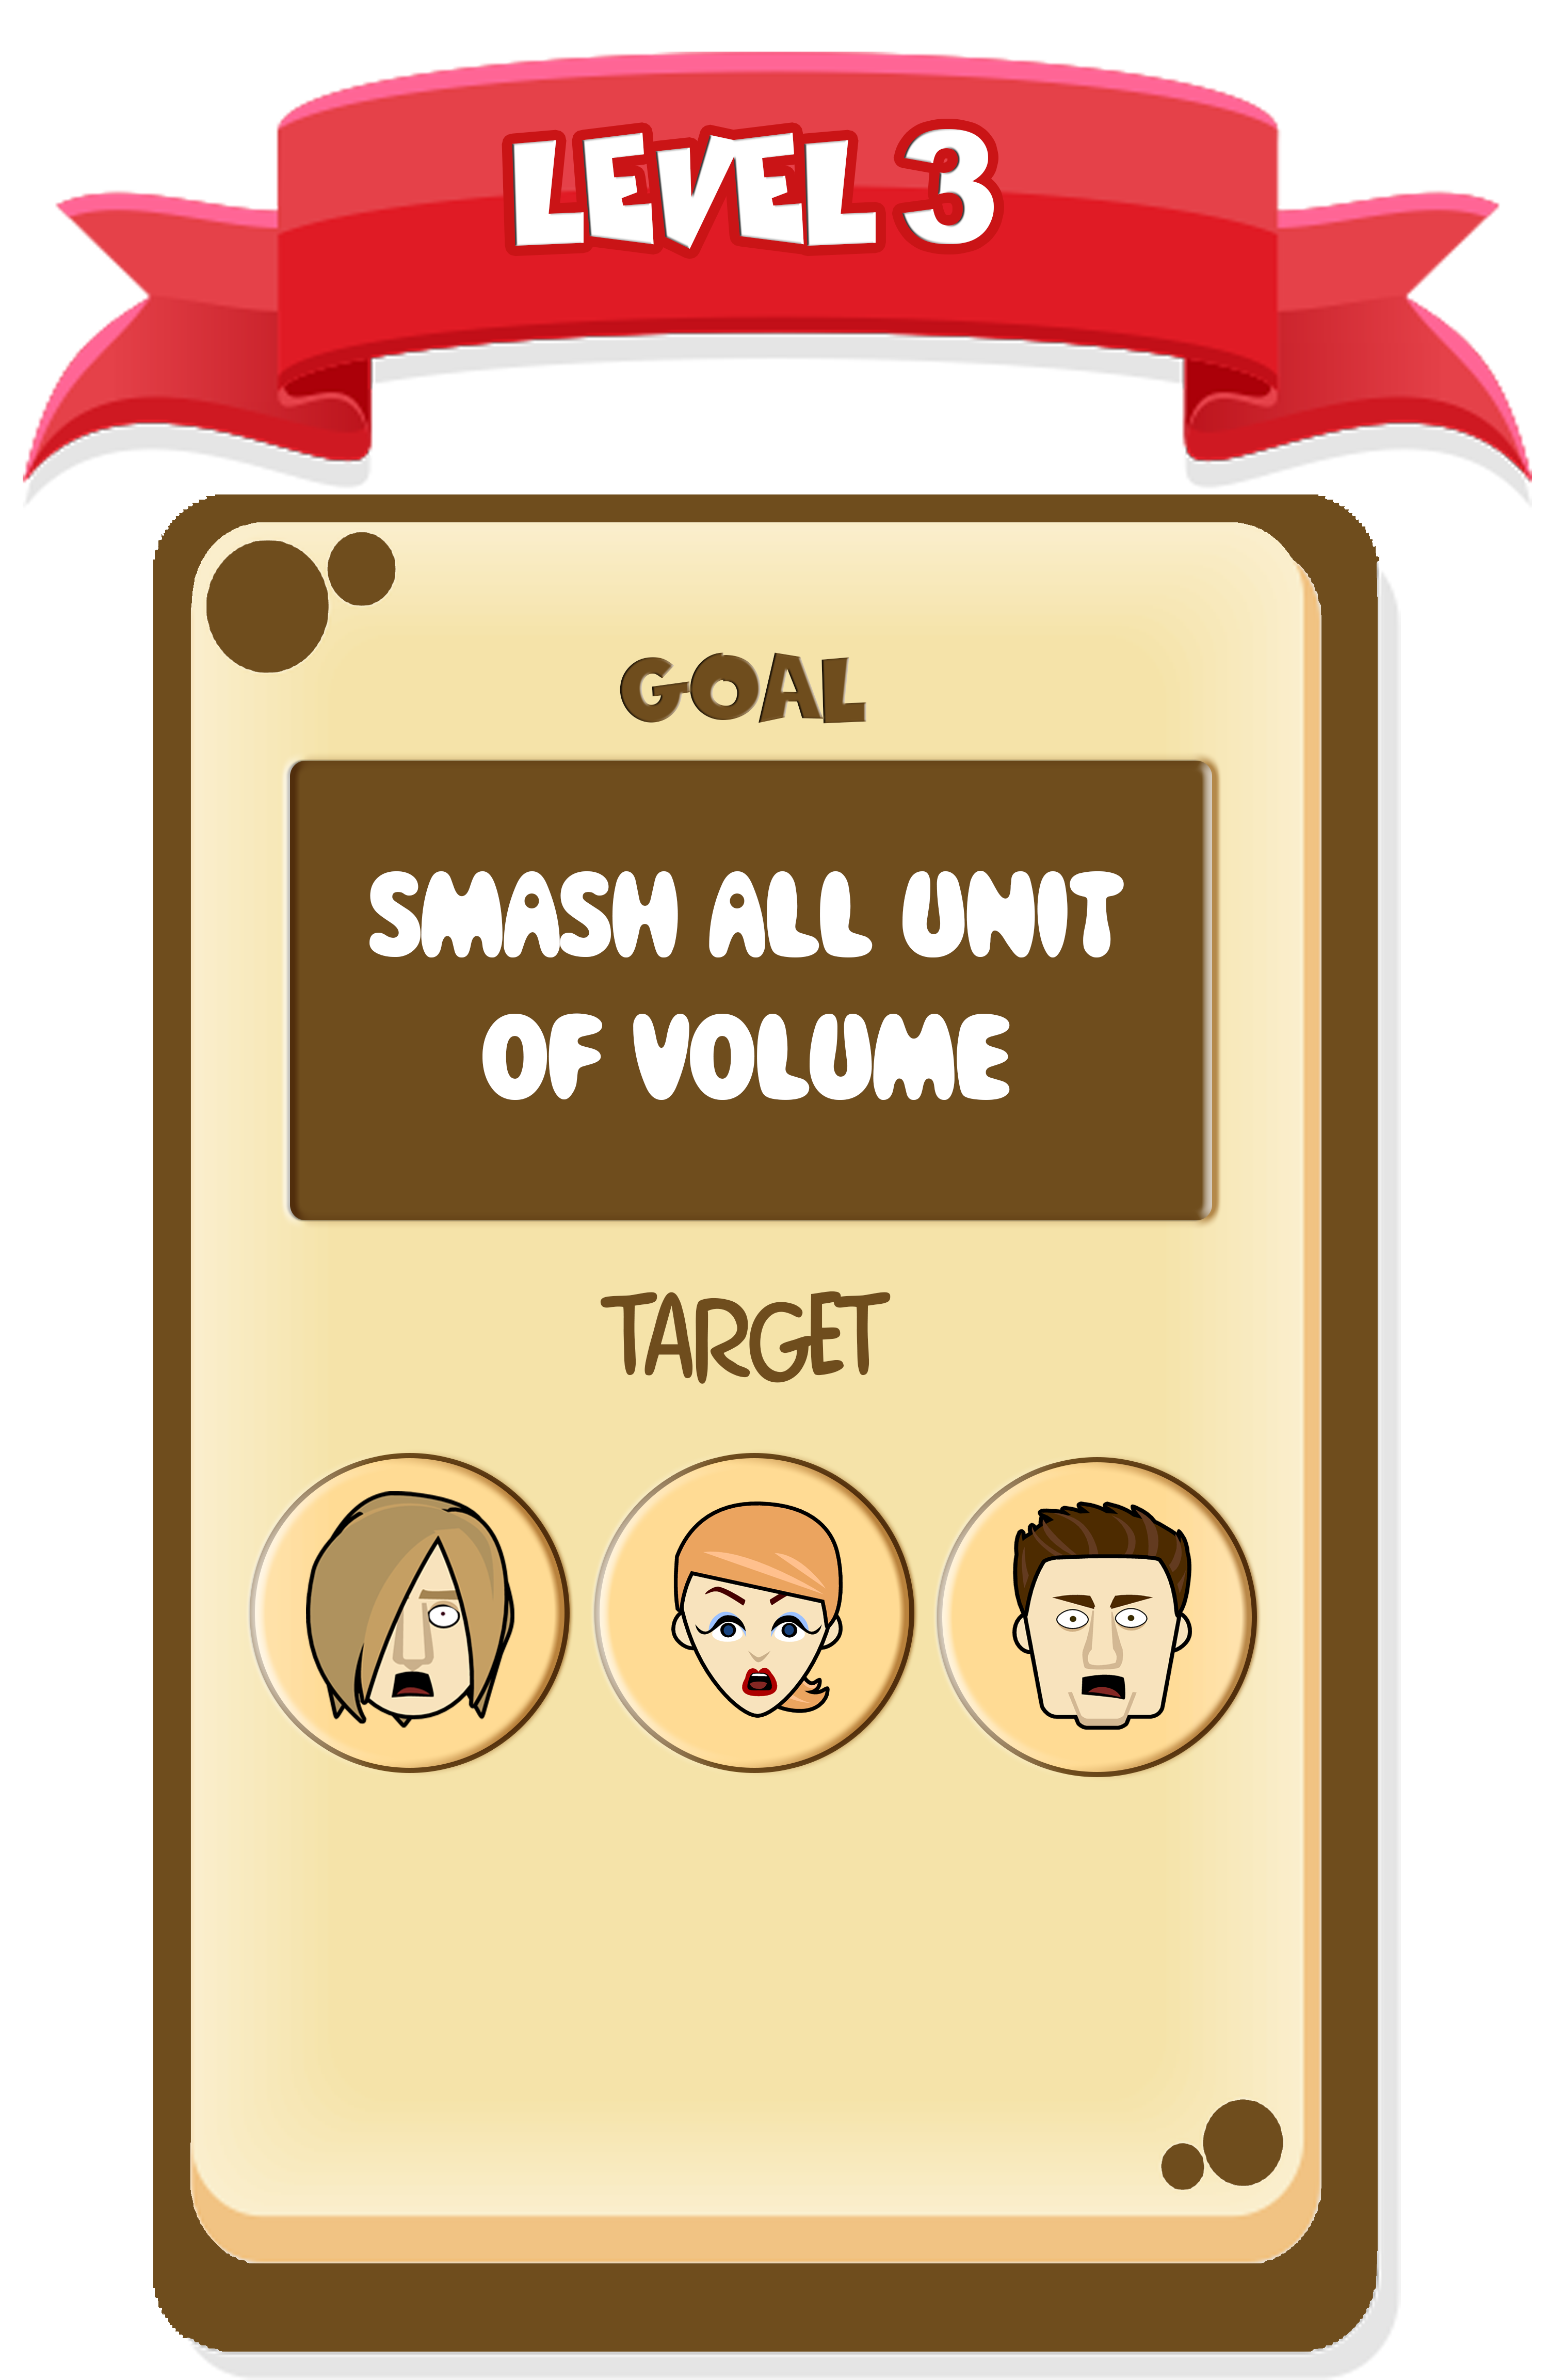 LEVEL 3
GOAL
SMASH ALL UNIT
OF VOLUME
TARGET